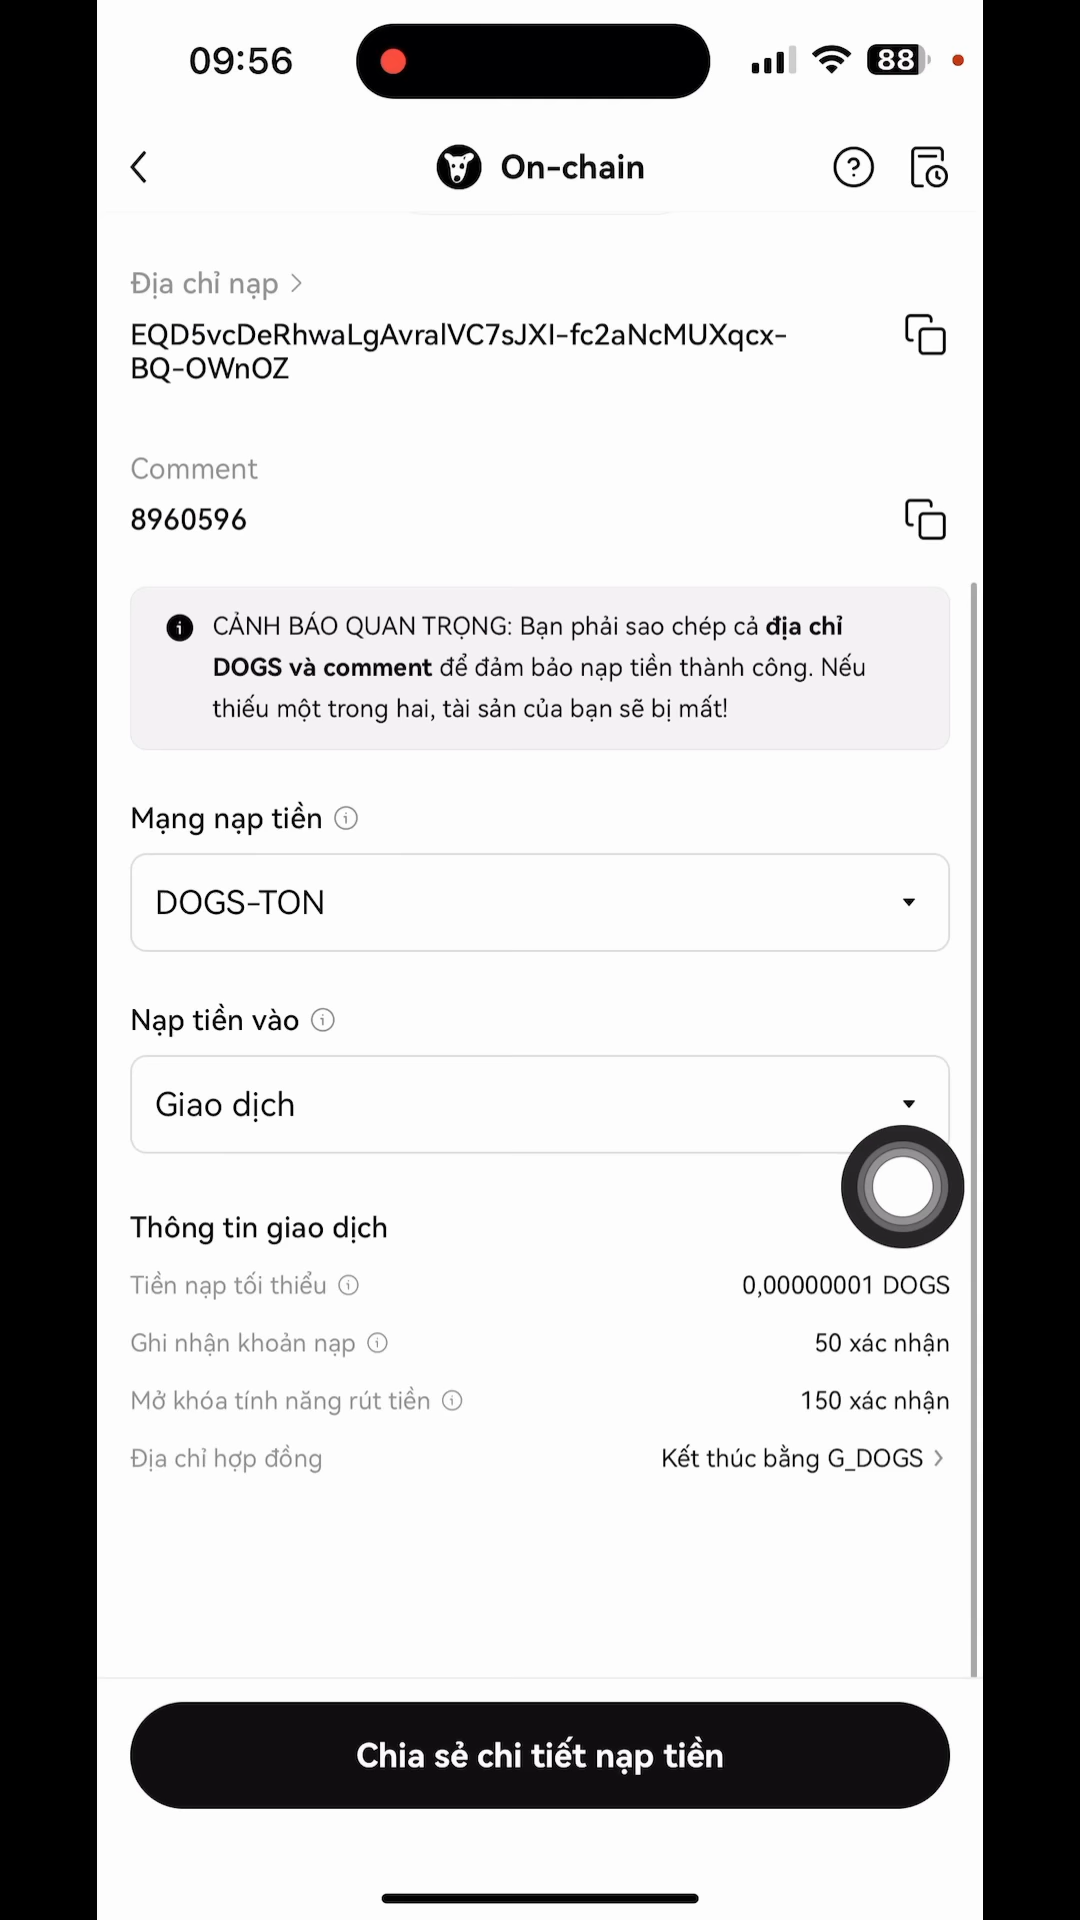 09:56
88
On-chain
Địa chỉ nạp
EQD5vcDeRhwaLgAvralVC7sJXI-fc2aNcMUXqcx-
BQ-OWnOZ
Comment
8960596
CẢNH BÁO QUAN TRỌNG: Bạn phải sao chép cả địa chỉ
DOGS và comment để đảm bảo nạp tiền thành công. Nếu
thiếu một trong hai, tài sản của bạn sẽ bị mất!
Mạng nạp tiền
DOGS-TON
Nạp tiền vào
Giao dịch
Thông tin giao dịch
Tiền nạp tối thiểu 0,00000001 DOGS
Ghi nhận khoản nạp 50 xác nhận
Mở khóa tính năng rút tiền 150 xác nhận
Địa chỉ hợp đồng Kết thúc bằng G_DOGS
Chia sẻ chi tiết nạp tiền